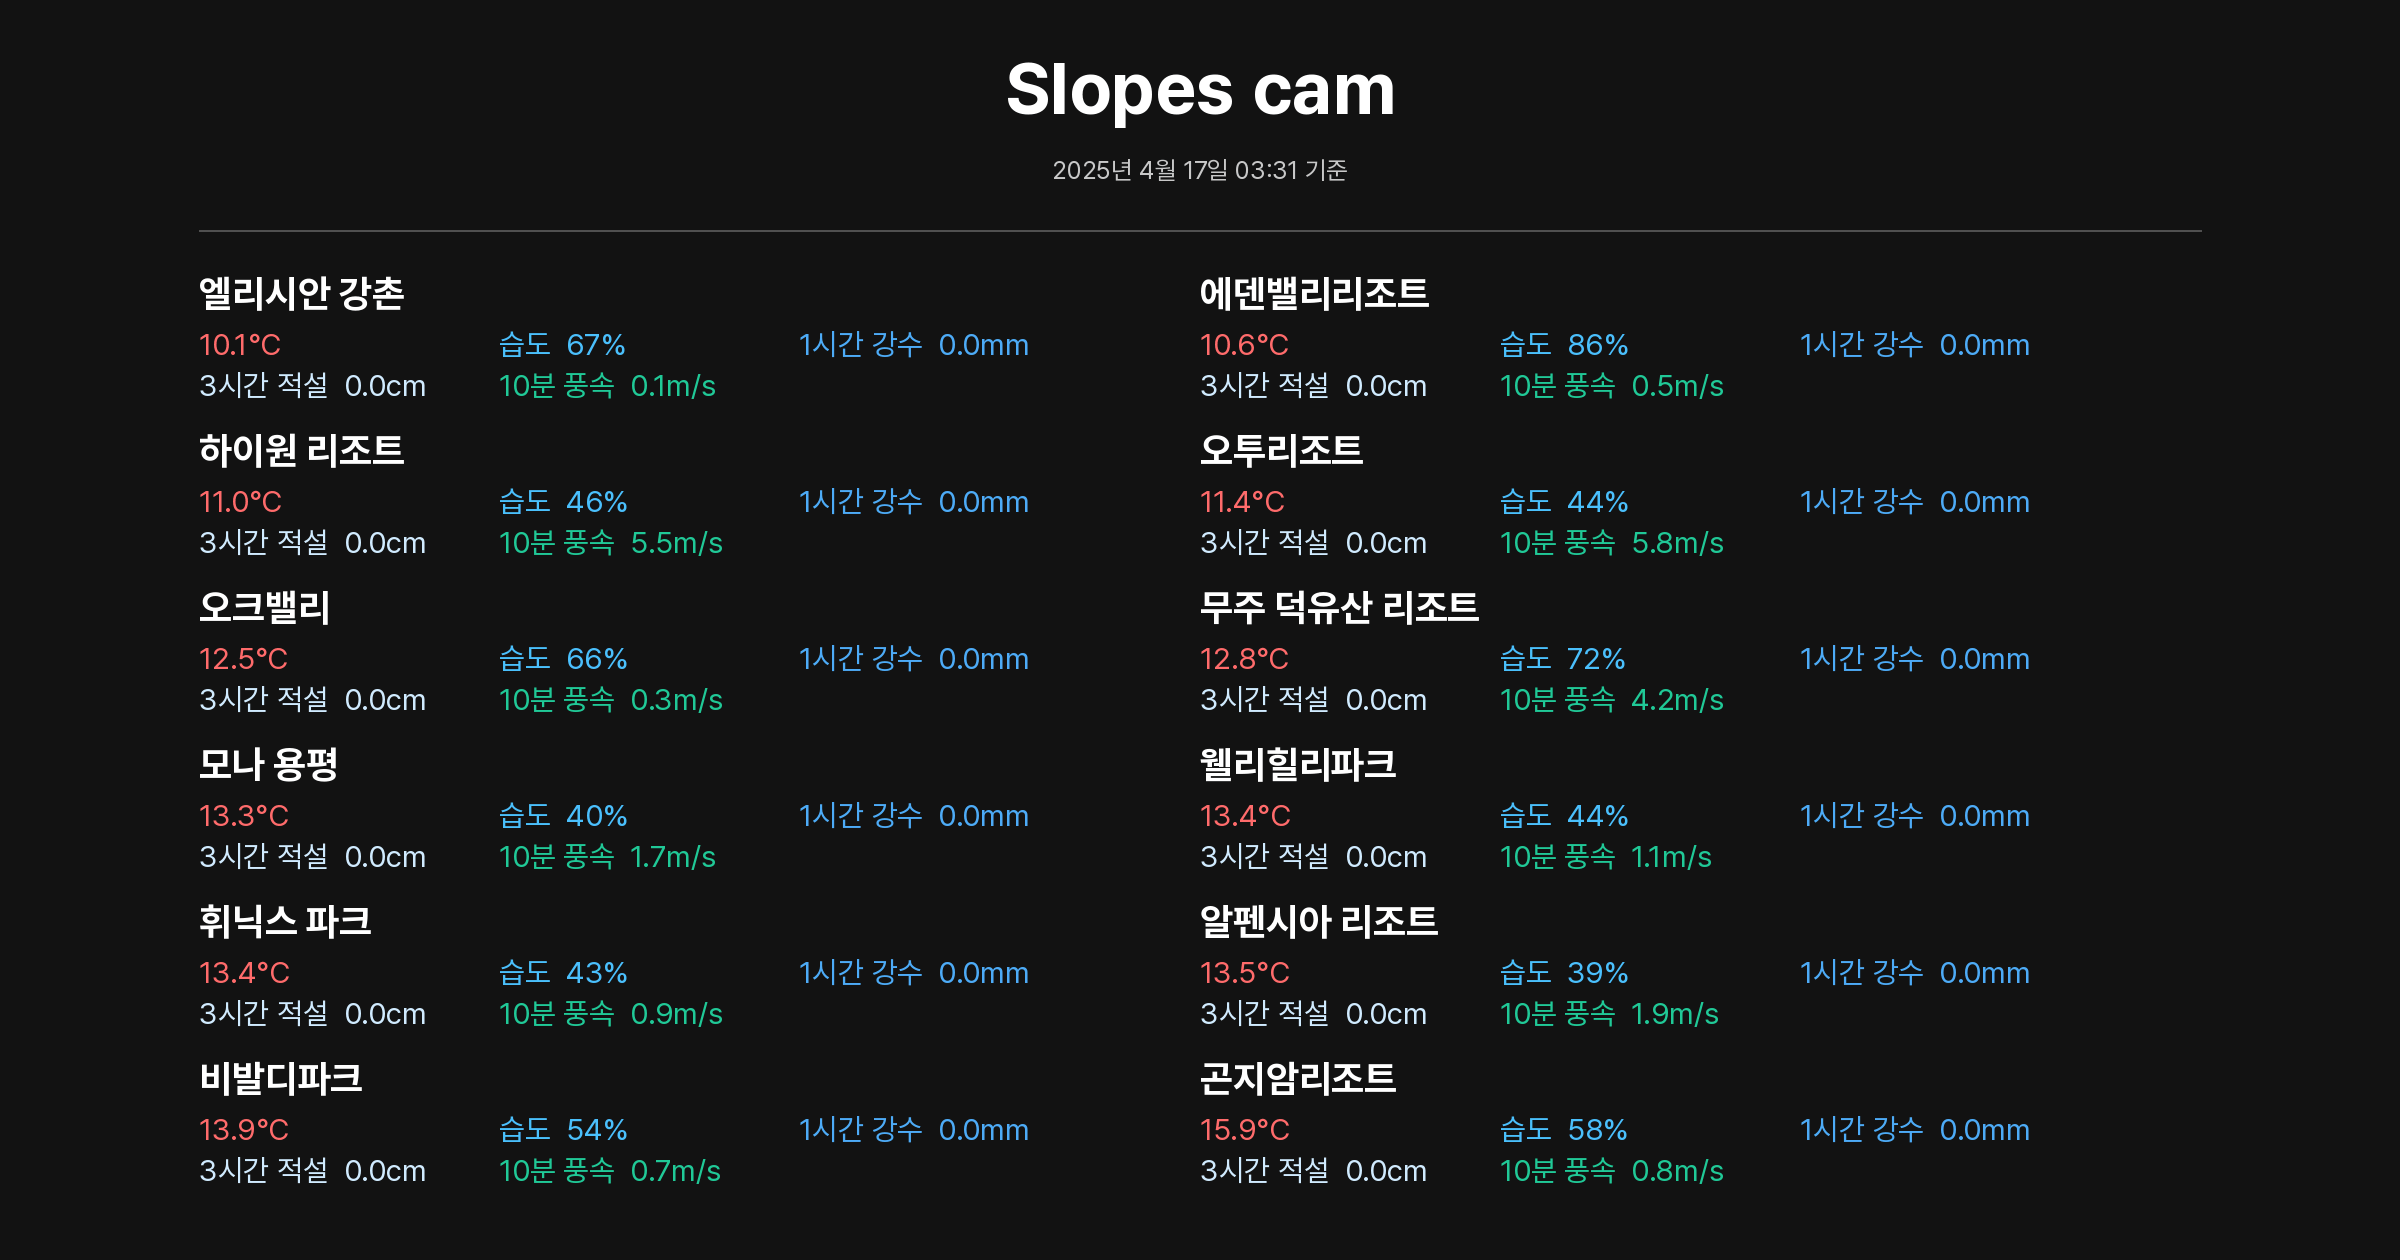 Slopes cam
2025년 4월 17일 03:31 기준
엘리시안 강촌
10.1°C 습도 67% 1시간 강수 0.0mm
3시간 적설 0.0cm 10분 풍속 0.1m/s
에덴밸리리조트
10.6°C 습도 86% 1시간 강수 0.0mm
3시간 적설 0.0cm 10분 풍속 0.5m/s
하이원 리조트
11.0°C 습도 46% 1시간 강수 0.0mm
3시간 적설 0.0cm 10분 풍속 5.5m/s
오투리조트
11.4°C 습도 44% 1시간 강수 0.0mm
3시간 적설 0.0cm 10분 풍속 5.8m/s
오크밸리
12.5°C 습도 66% 1시간 강수 0.0mm
3시간 적설 0.0cm 10분 풍속 0.3m/s
무주 덕유산 리조트
12.8°C 습도 72% 1시간 강수 0.0mm
3시간 적설 0.0cm 10분 풍속 4.2m/s
모나 용평
13.3°C 습도 40% 1시간 강수 0.0mm
3시간 적설 0.0cm 10분 풍속 1.7m/s
웰리힐리파크
13.4°C 습도 44% 1시간 강수 0.0mm
3시간 적설 0.0cm 10분 풍속 1.1m/s
휘닉스 파크
13.4°C 습도 43% 1시간 강수 0.0mm
3시간 적설 0.0cm 10분 풍속 0.9m/s
알펜시아 리조트
13.5°C 습도 39% 1시간 강수 0.0mm
3시간 적설 0.0cm 10분 풍속 1.9m/s
비발디파크
13.9°C 습도 54% 1시간 강수 0.0mm
3시간 적설 0.0cm 10분 풍속 0.7m/s
곤지암리조트
15.9°C 습도 58% 1시간 강수 0.0mm
3시간 적설 0.0cm 10분 풍속 0.8m/s